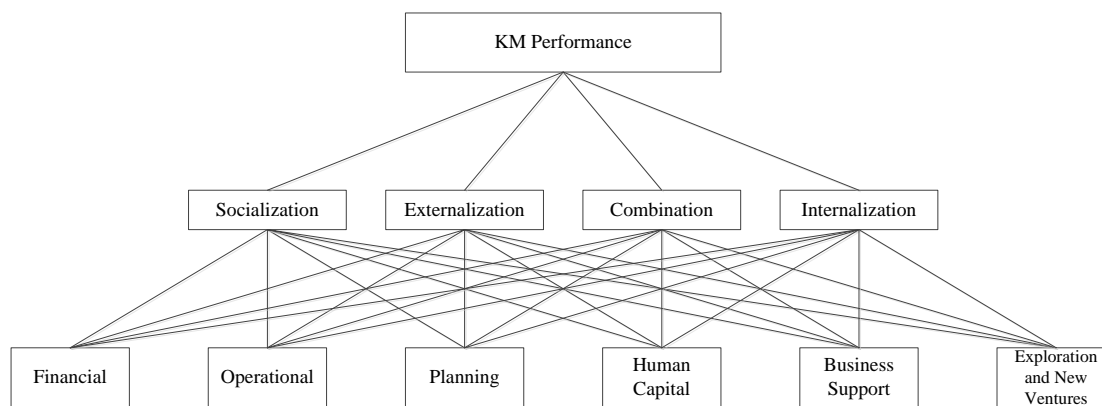 KM Performance
Socialization
Externalization
Combination
Internalization
Financial
Operational
Planning
Human
Capital
Business
Support
Exploration
and New
Ventures